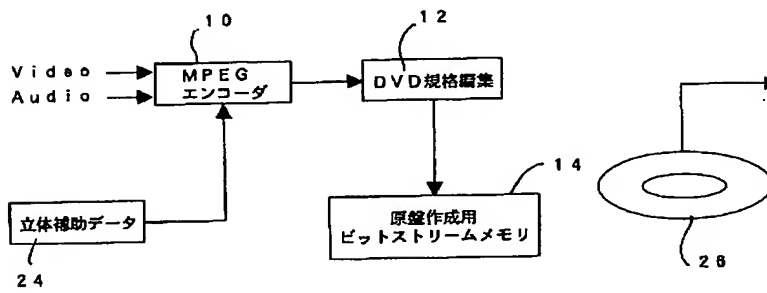 10
12
Video
MPEG
エンコーダ
DVD規格編集
Audio
14
立体補助データ
原盤作成用
ビットストリームメモリ
24
26